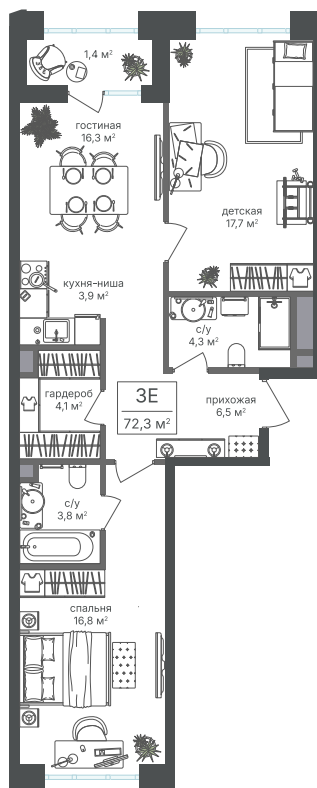 1,4 м²
гостиная
16,3 м²
детская
17,7 м²
кухня-ниша
3,9 м²
с/у
4,3 м²
гардероб
4,1 м²
3Е
72,3 м²
прихожая
6,5 м²
с/у
3,8 м²
спальня
16,8 м²